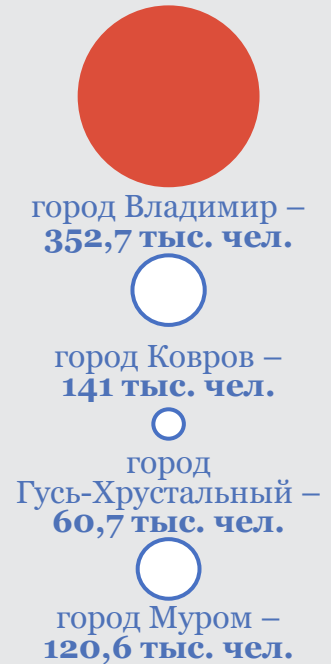 город Владимир –
352,7 тыс. чел.
город Ковров –
141 тыс. чел.
город
Гусь-Хрустальный –
60,7 тыс. чел.
город Муром –
120,6 тыс. чел.